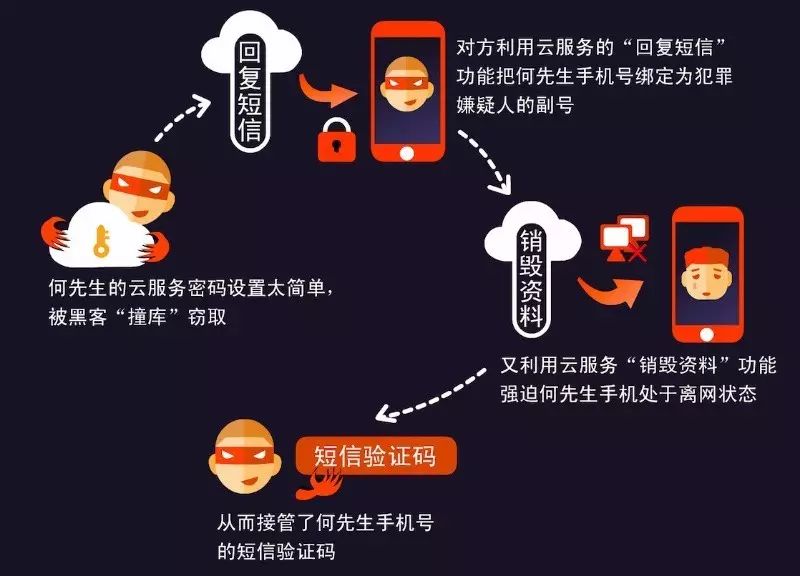 回复短信
对方利用云服务的“回复短信”
功能把何先生手机号绑定为犯罪
嫌疑人的副号
何先生的云服务密码设置太简单，
被黑客“撞库”窃取
销毁资料
又利用云服务“销毁资料”功能
强迫何先生手机处于离网状态
短信验证码
从而接管了何先生手机号
的短信验证码